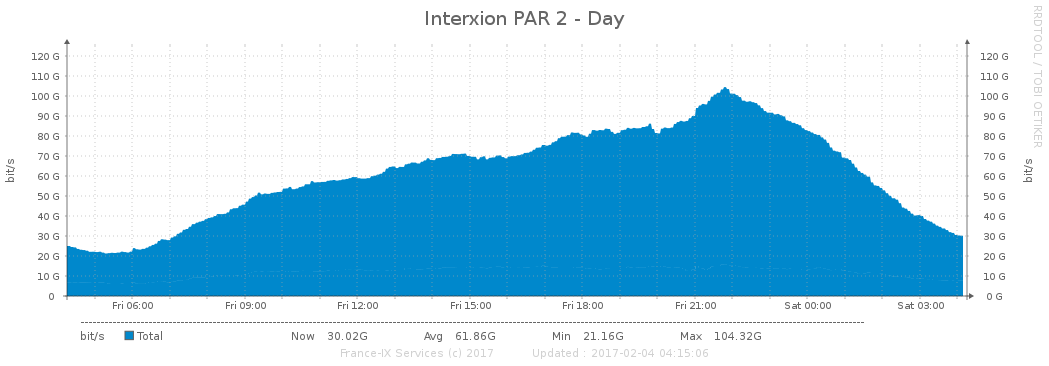 Interxion PAR 2 - Day
RRDTOOL / TOBI OETIKER
bit/s
bit/s
120 G 120 G
110 G 110 G
100 G 100 G
90 G 90 G
80 G 80 G
70 G 70 G
60 G 60 G
50 G 50 G
40 G 40 G
30 G 30 G
20 G 20 G
10 G 10 G
0 0 G
Fri 06:00 Fri 09:00 Fri 12:00 Fri 15:00 Fri 18:00 Fri 21:00 Sat 00:00 Sat 03:00
bit/s Total Now 30.02G Avg 61.86G Min 21.16G Max 104.32G
France-IX Services (c) 2017 Updated : 2017-02-04 04:15:06